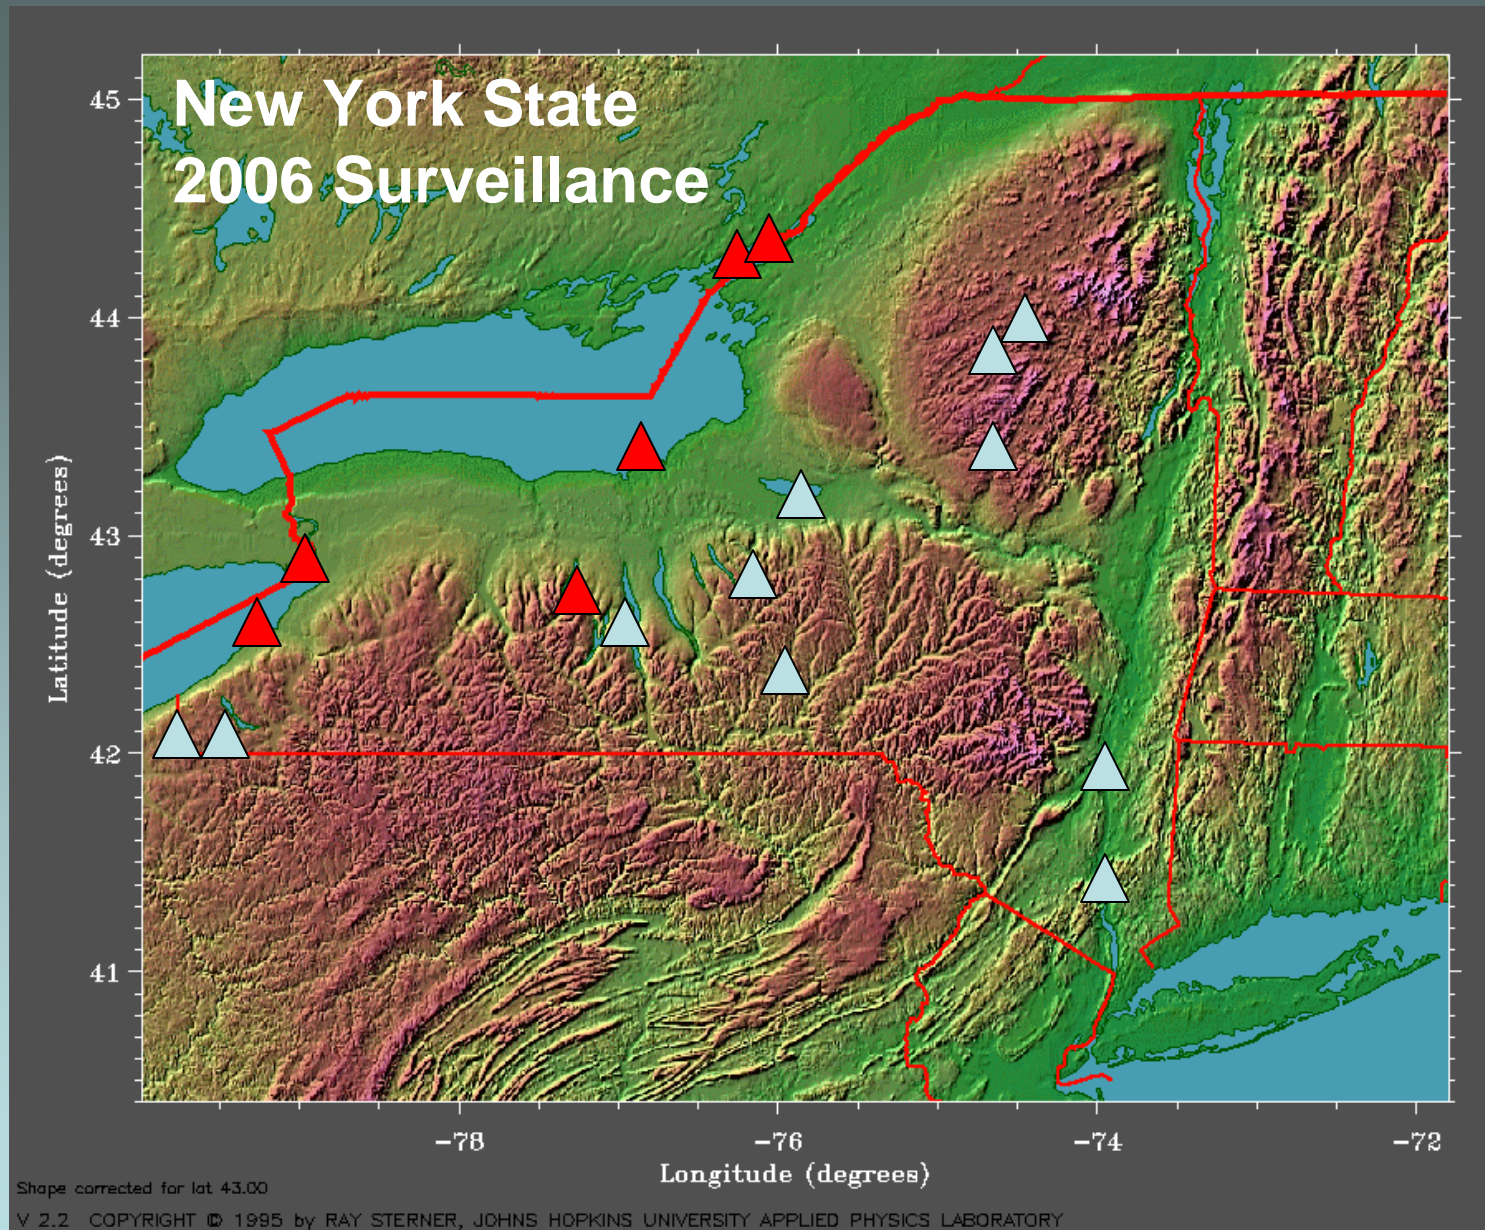 New York State
2006 Surveillance
45
44
43
42
41
Latitude (degrees)
-78
-76
-74
-72
Longitude (degrees)
Shape corrected for lat 43.00
V 2.2 COPYRIGHT © 1995 by RAY STERNER, JOHNS HOPKINS UNIVERSITY APPLIED PHYSICS LABORATORY